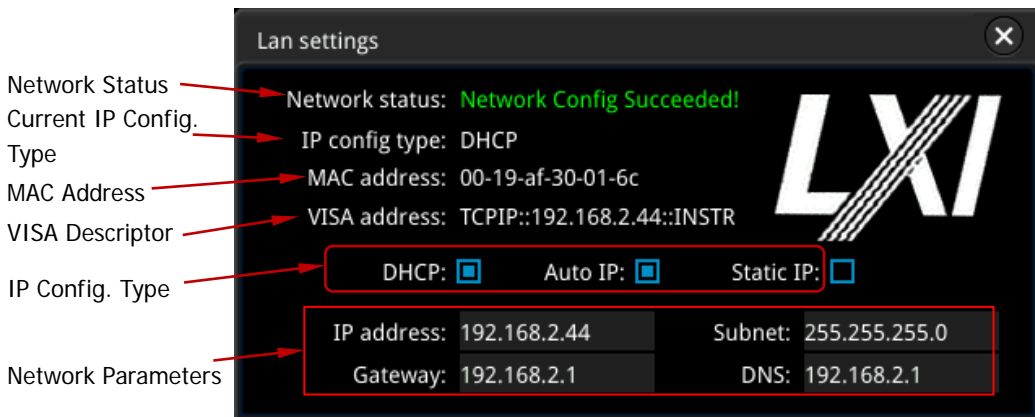 Lan settings
Network Status
Network status: Network Config Succeeded!
Current IP Config.
Type
IP config type: DHCP
MAC Address
MAC address: 00-19-af-30-01-6c
VISA Descriptor
VISA address: TCPIP::192.168.2.44::INSTR
LXI
IP Config. Type
DHCP: Auto IP: Static IP:
Network Parameters
IP address: 192.168.2.44 Subnet: 255.255.255.0
Gateway: 192.168.2.1 DNS: 192.168.2.1